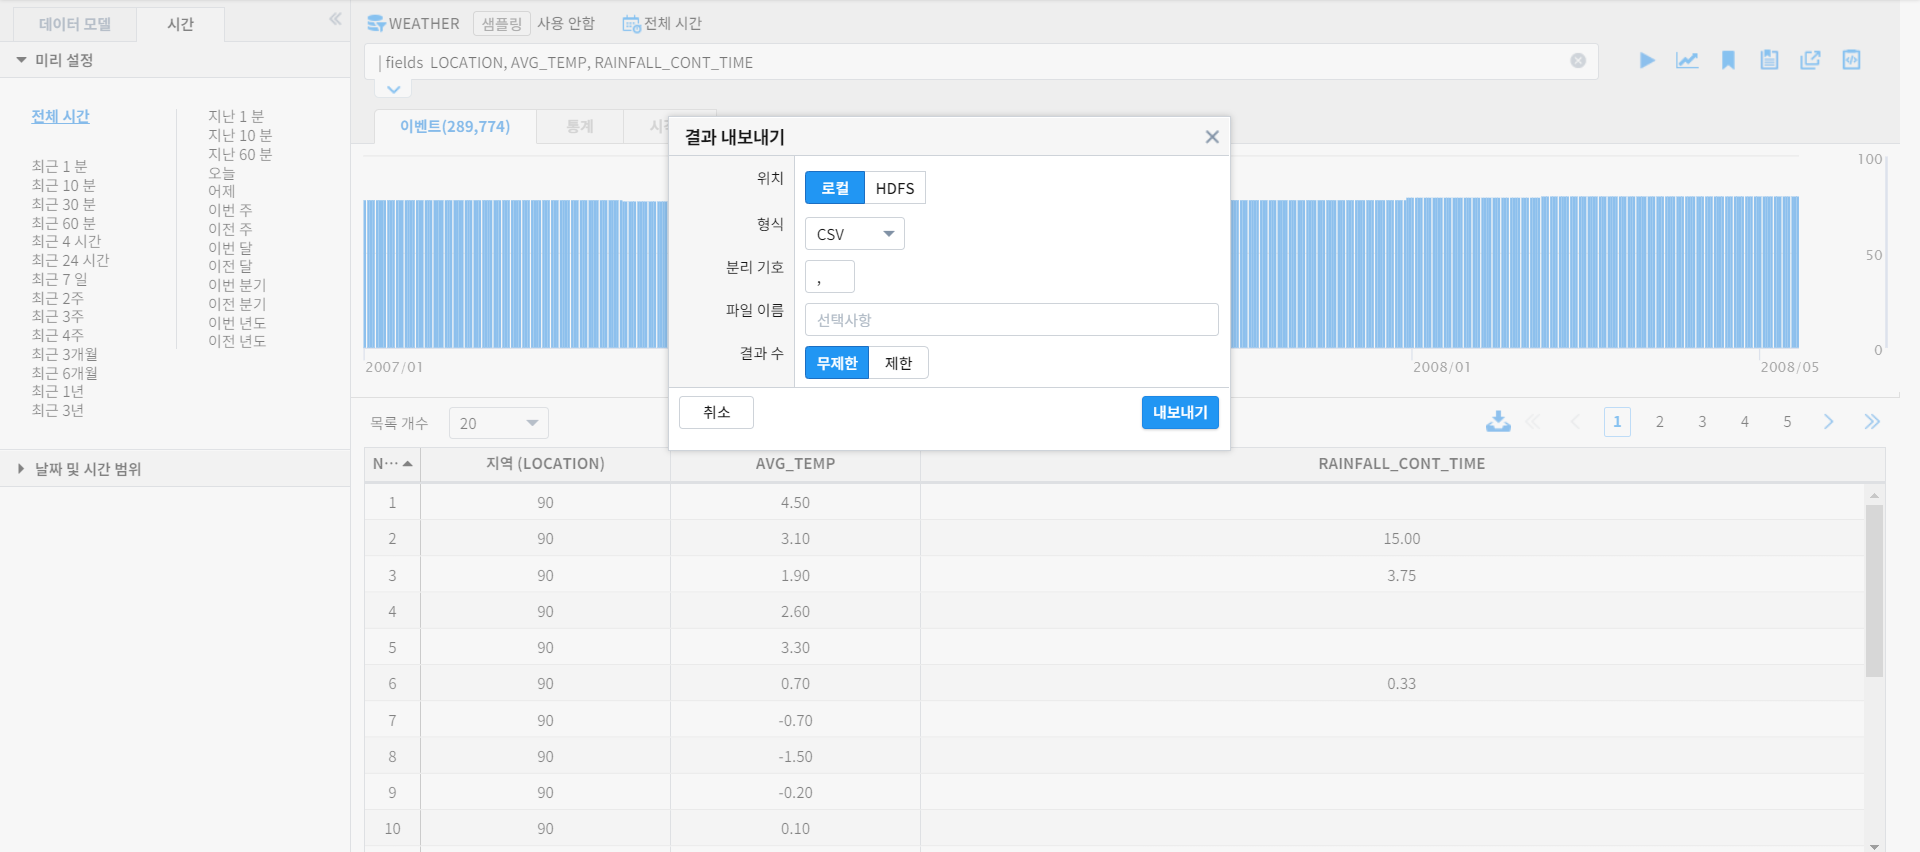 데이터 모델
시간
미리 설정
전체 시간
최근 1 분
최근 10 분
최근 30 분
최근 60 분
최근 4 시간
최근 24 시간
최근 7 일
최근 2주
최근 3주
최근 4주
최근 3개월
최근 6개월
최근 1년
최근 3년
지난 1 분
지난 10 분
지난 60 분
오늘
어제
이번 주
이전 주
이번 달
이전 달
이번 분기
이전 분기
이번 년도
이전 년도
날짜 및 시간 범위
WEATHER 샘플링 사용 안함 전체 시간
| fields LOCATION, AVG_TEMP, RAINFALL_CONT_TIME
이벤트(289,774) 통계
결과 내보내기
위치 로컬 HDFS
형식 CSV
분리 기호 ,
파일 이름 선택사항
결과 수 무제한 제한
취소 내보내기
100
50
0
2007/01 2008/01 2008/05
목록 개수 20
1 2 3 4 5
N··· 지역 (LOCATION) AVG_TEMP RAINFALL_CONT_TIME
1 90 4.50
2 90 3.10 15.00
3 90 1.90 3.75
4 90 2.60
5 90 3.30
6 90 0.70 0.33
7 90 -0.70
8 90 -1.50
9 90 -0.20
10 90 0.10